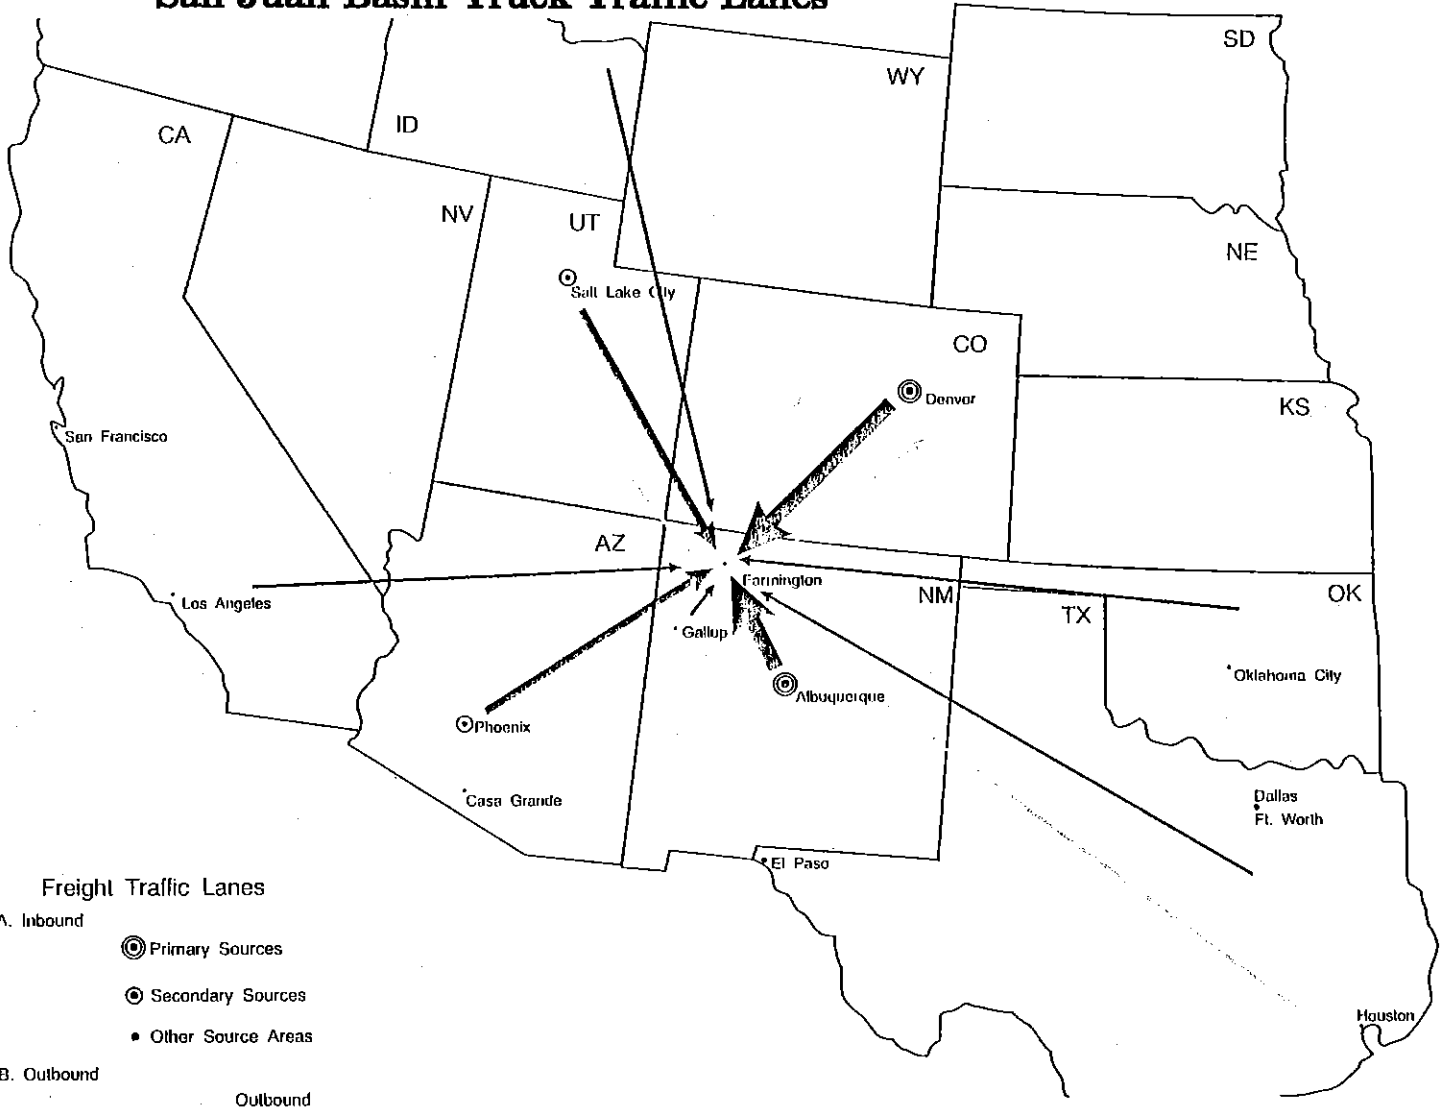 San Juan Basin Truck Traffic Lanes
SD
WY
CA
ID
NV
UT
NE
Salt Lake City
CO
Denver
KS
San Francisco
AZ
Farmington
NM
TX
OK
Los Angeles
Gallup
Oklahoma City
Albuquerque
Phoenix
Casa Grande
Dallas
Ft. Worth
El Paso
Freight Traffic Lanes
A. Inbound
Primary Sources
Secondary Sources
Other Source Areas
Houston
B. Outbound
Outbound